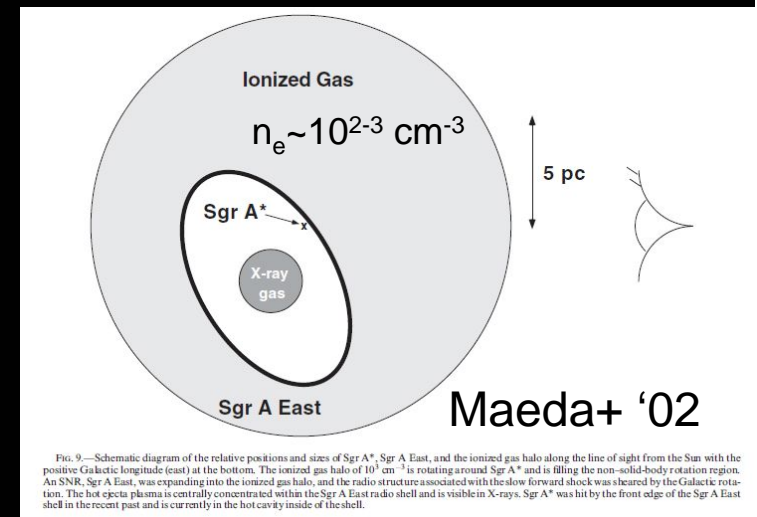 Ionized Gas
nₑ~10²⁻³ cm⁻³
5 pc
Sgr A*
x
X-ray
gas
Sgr A East
Maeda+ ‘02
FIG. 9.—Schematic diagram of the relative positions and sizes of Sgr A*, Sgr A East, and the ionized gas halo along the line of sight from the Sun with the
positive Galactic longitude (east) at the bottom. The ionized gas halo of 10³ cm⁻³ is rotating around Sgr A* and is filling the non–solid-body rotation region.
An SNR, Sgr A East, was expanding into the ionized gas halo, and the radio structure associated with the slow forward shock was sheared by the Galactic rota-
tion. The hot ejecta plasma is centrally concentrated within the Sgr A East radio shell and is visible in X-rays. Sgr A* was hit by the front edge of the Sgr A East
shell in the recent past and is currently in the hot cavity inside of the shell.